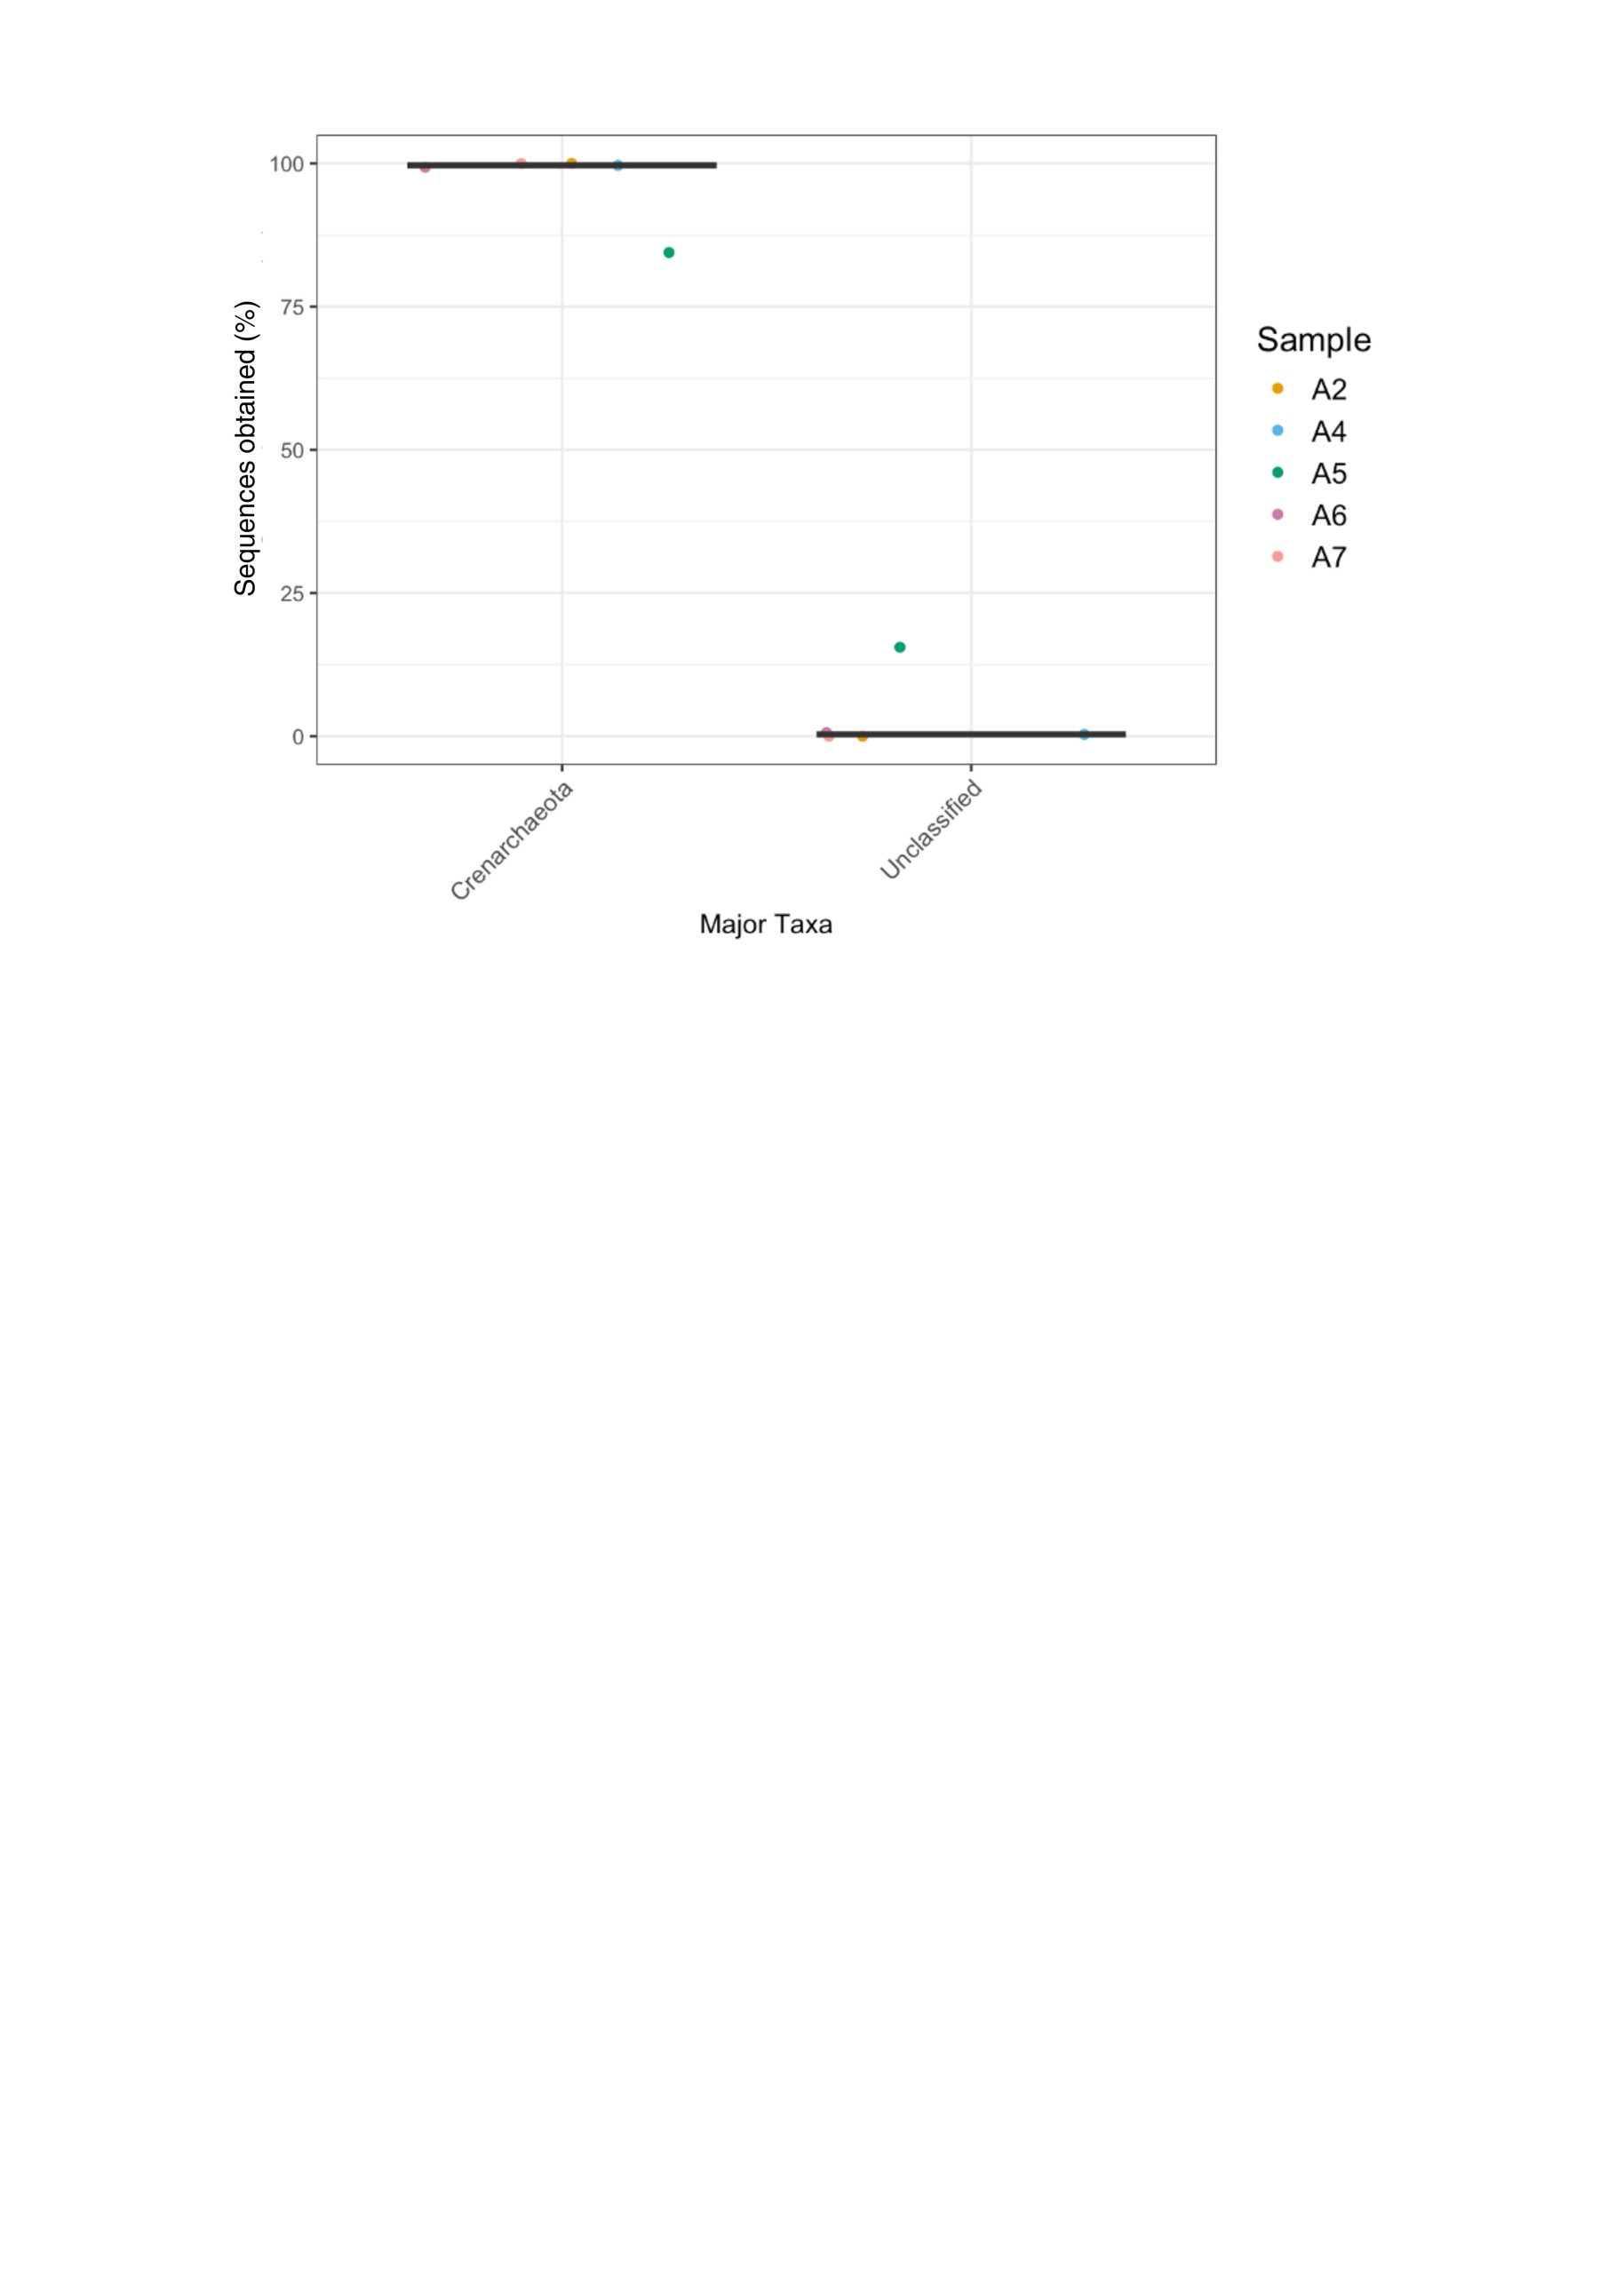 100
75
50
25
0
Sequences obtained (%)
Crenarchaeota
Unclassified
Major Taxa
Sample
A2
A4
A5
A6
A7